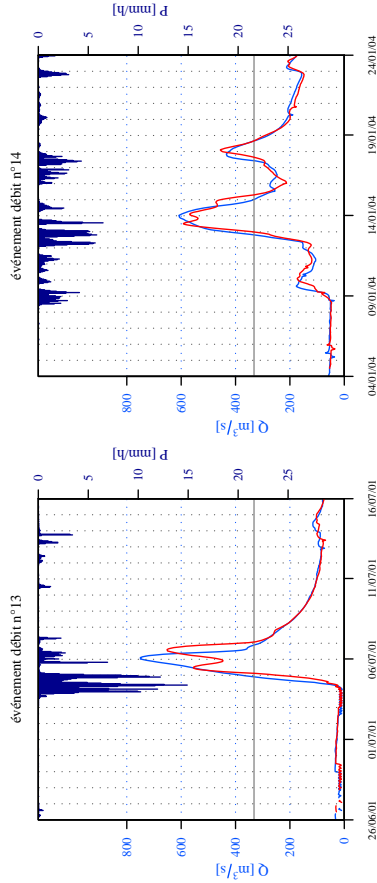 événement débit n° 13
P [mm/h]
0 5 10 15 20 25
Q [m³/s]
800 600 400 200 0
26/06/01 01/07/01 06/07/01 11/07/01 16/07/01
événement débit n° 14
P [mm/h]
0 5 10 15 20 25
Q [m³/s]
800 600 400 200 0
04/01/04 09/01/04 14/01/04 19/01/04 24/01/04